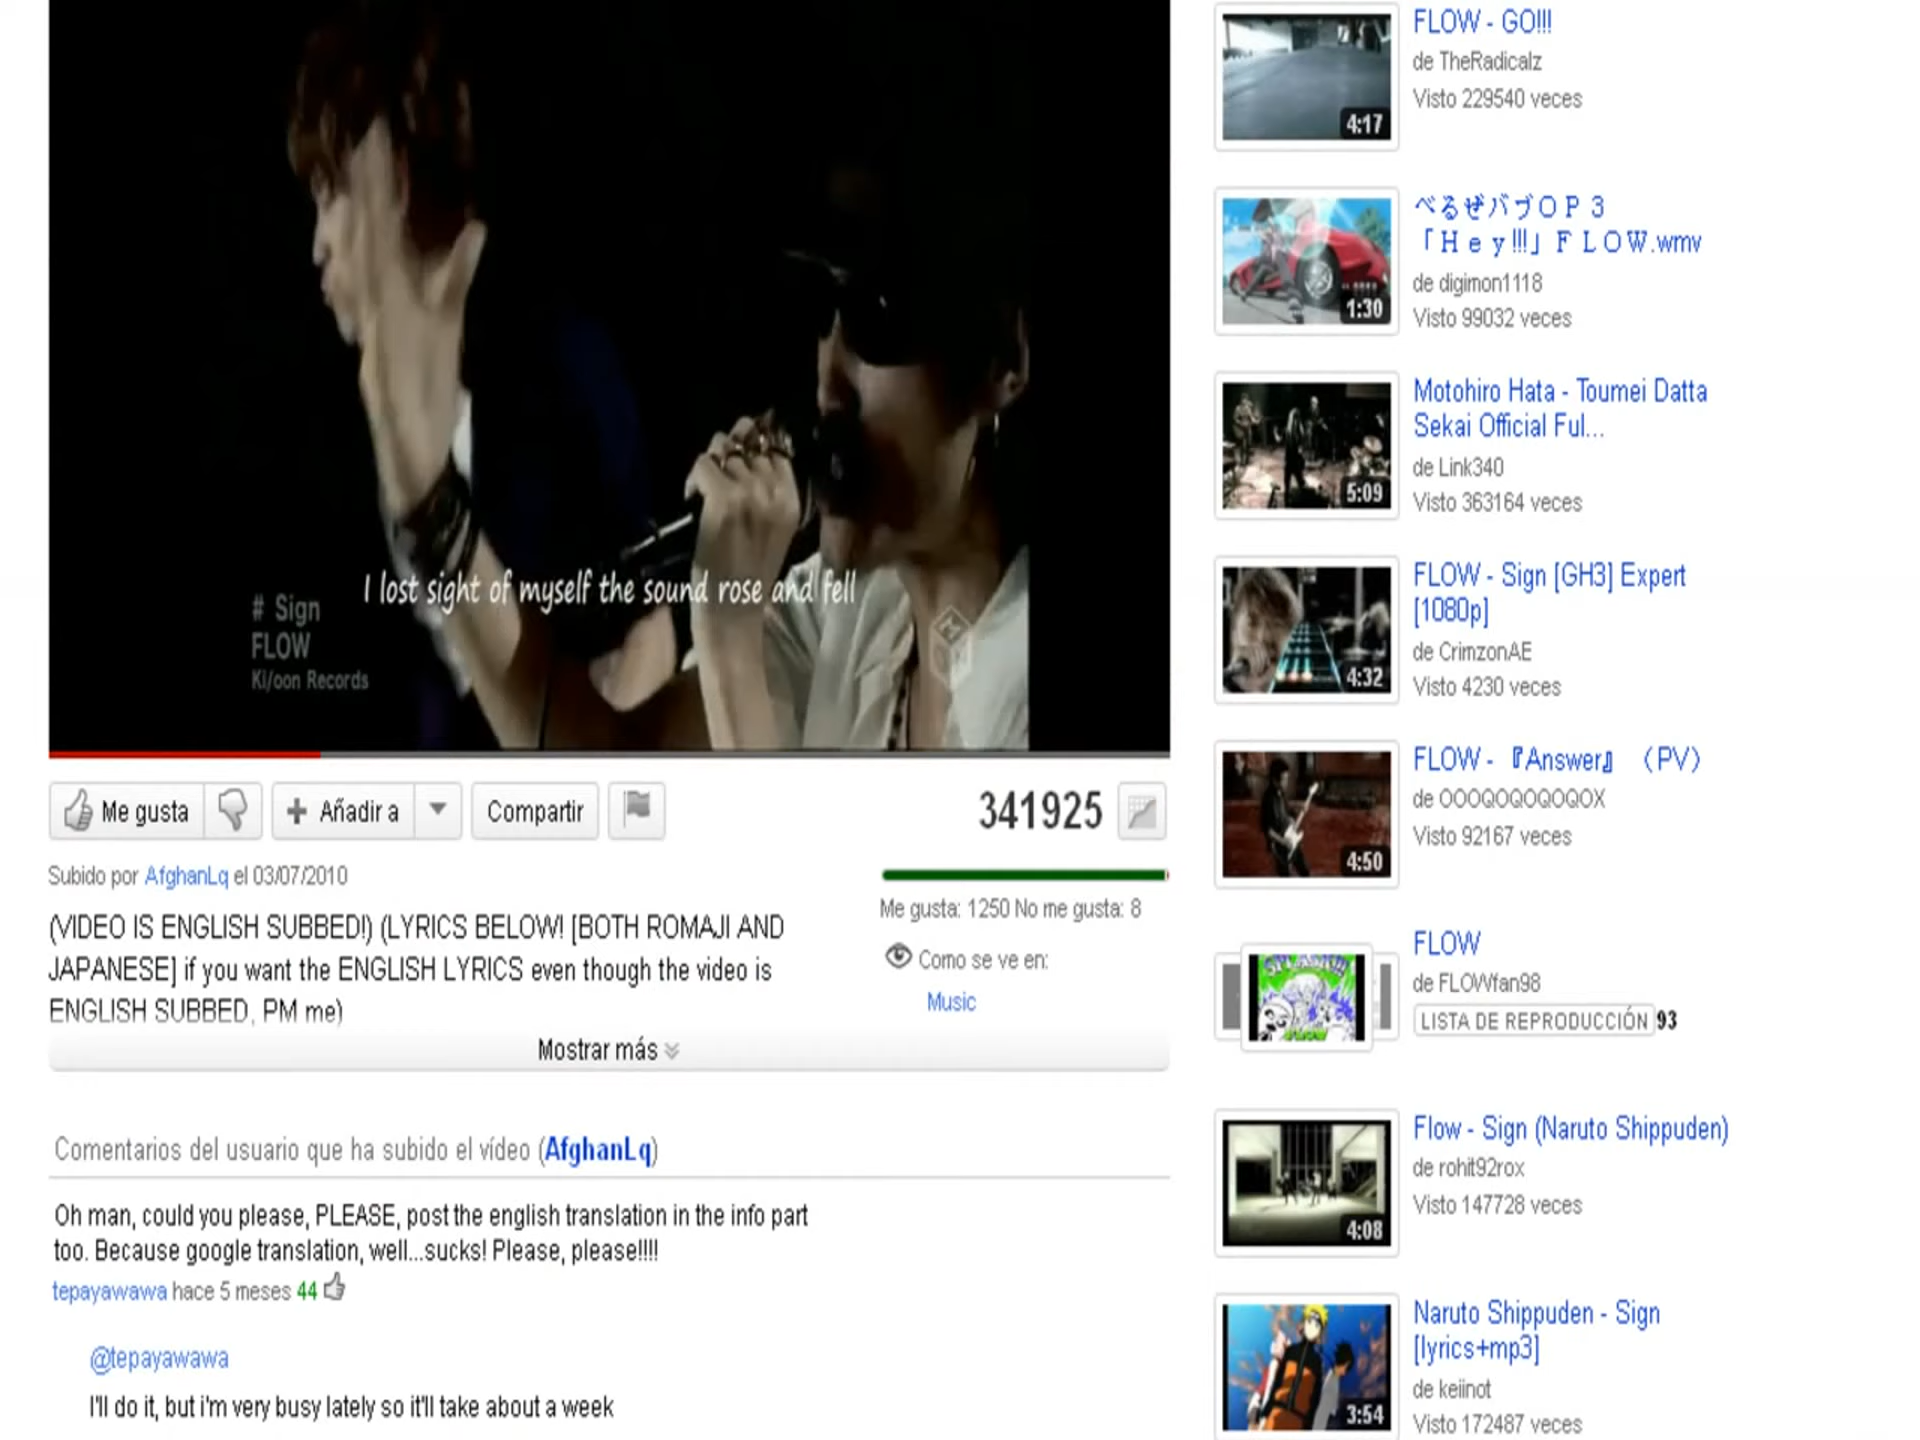 I lost sight of myself the sound rose and fell
# Sign
FLOW
Ki/oon Records
Me gusta
Añadir a
Compartir
341925
Subido por AfghanLq el 03/07/2010
(VIDEO IS ENGLISH SUBBED!) (LYRICS BELOW! [BOTH ROMAJI AND
JAPANESE] if you want the ENGLISH LYRICS even though the video is
ENGLISH SUBBED, PM me)
Me gusta: 1250 No me gusta: 8
Como se ve en:
Music
Mostrar más
Comentarios del usuario que ha subido el vídeo (AfghanLq)
Oh man, could you please, PLEASE, post the english translation in the info part
too. Because google translation, well...sucks! Please, please!!!!
tepayawawa hace 5 meses 44
@tepayawawa
I'll do it, but i'm very busy lately so it'll take about a week
4:17
FLOW - GO!!!
de TheRadicalz
Visto 229540 veces
1:30
べるぜバブＯＰ３
「Ｈｅｙ!!!」ＦＬＯＷ.wmv
de digimon1118
Visto 99032 veces
5:09
Motohiro Hata - Toumei Datta
Sekai Official Ful...
de Link340
Visto 363164 veces
4:32
FLOW - Sign [GH3] Expert
[1080p]
de CrimzonAE
Visto 4230 veces
4:50
FLOW - 『Answer』 （PV）
de OOOQOQOQOQOX
Visto 92167 veces
FLOW
de FLOWfan98
LISTA DE REPRODUCCIÓN 93
4:08
Flow - Sign (Naruto Shippuden)
de rohit92rox
Visto 147728 veces
3:54
Naruto Shippuden - Sign
[lyrics+mp3]
de keiinot
Visto 172487 veces